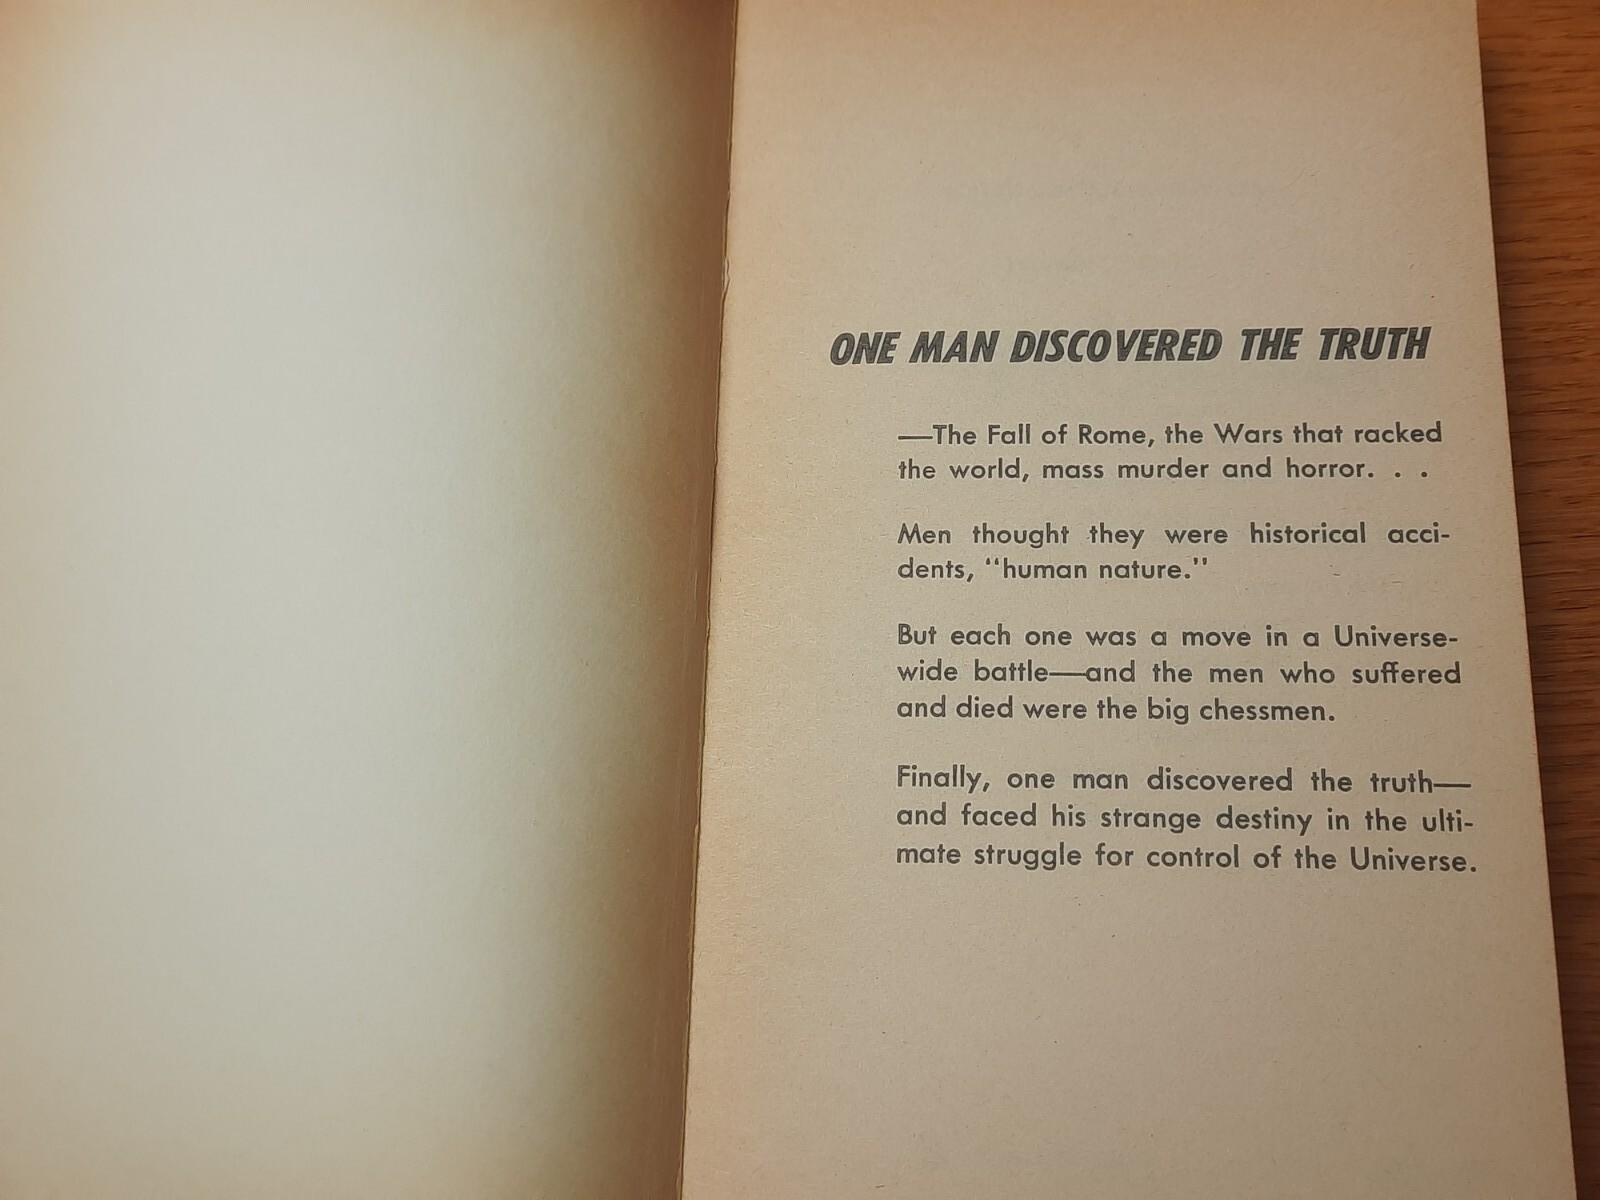 ONE MAN DISCOVERED THE TRUTH
—The Fall of Rome, the Wars that racked
the world, mass murder and horror. . .
Men thought they were historical acci-
dents, "human nature."
But each one was a move in a Universe-
wide battle—and the men who suffered
and died were the big chessmen.
Finally, one man discovered the truth—
and faced his strange destiny in the ulti-
mate struggle for control of the Universe.